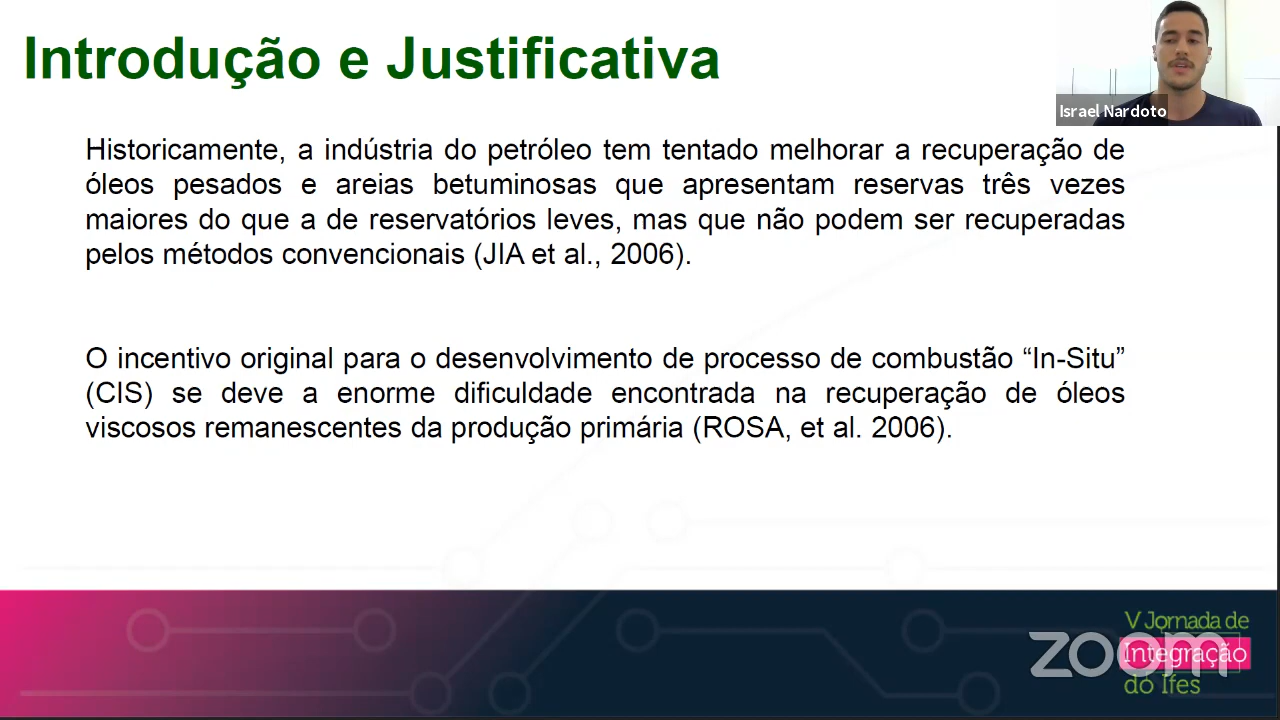 Introdução e Justificativa
Israel Nardoto
Historicamente, a indústria do petróleo tem tentado melhorar a recuperação de
óleos pesados e areias betuminosas que apresentam reservas três vezes
maiores do que a de reservatórios leves, mas que não podem ser recuperadas
pelos métodos convencionais (JIA et al., 2006).
O incentivo original para o desenvolvimento de processo de combustão “In-Situ”
(CIS) se deve a enorme dificuldade encontrada na recuperação de óleos
viscosos remanescentes da produção primária (ROSA, et al. 2006).
V Jornada de
Integração
do Ifes
zoom